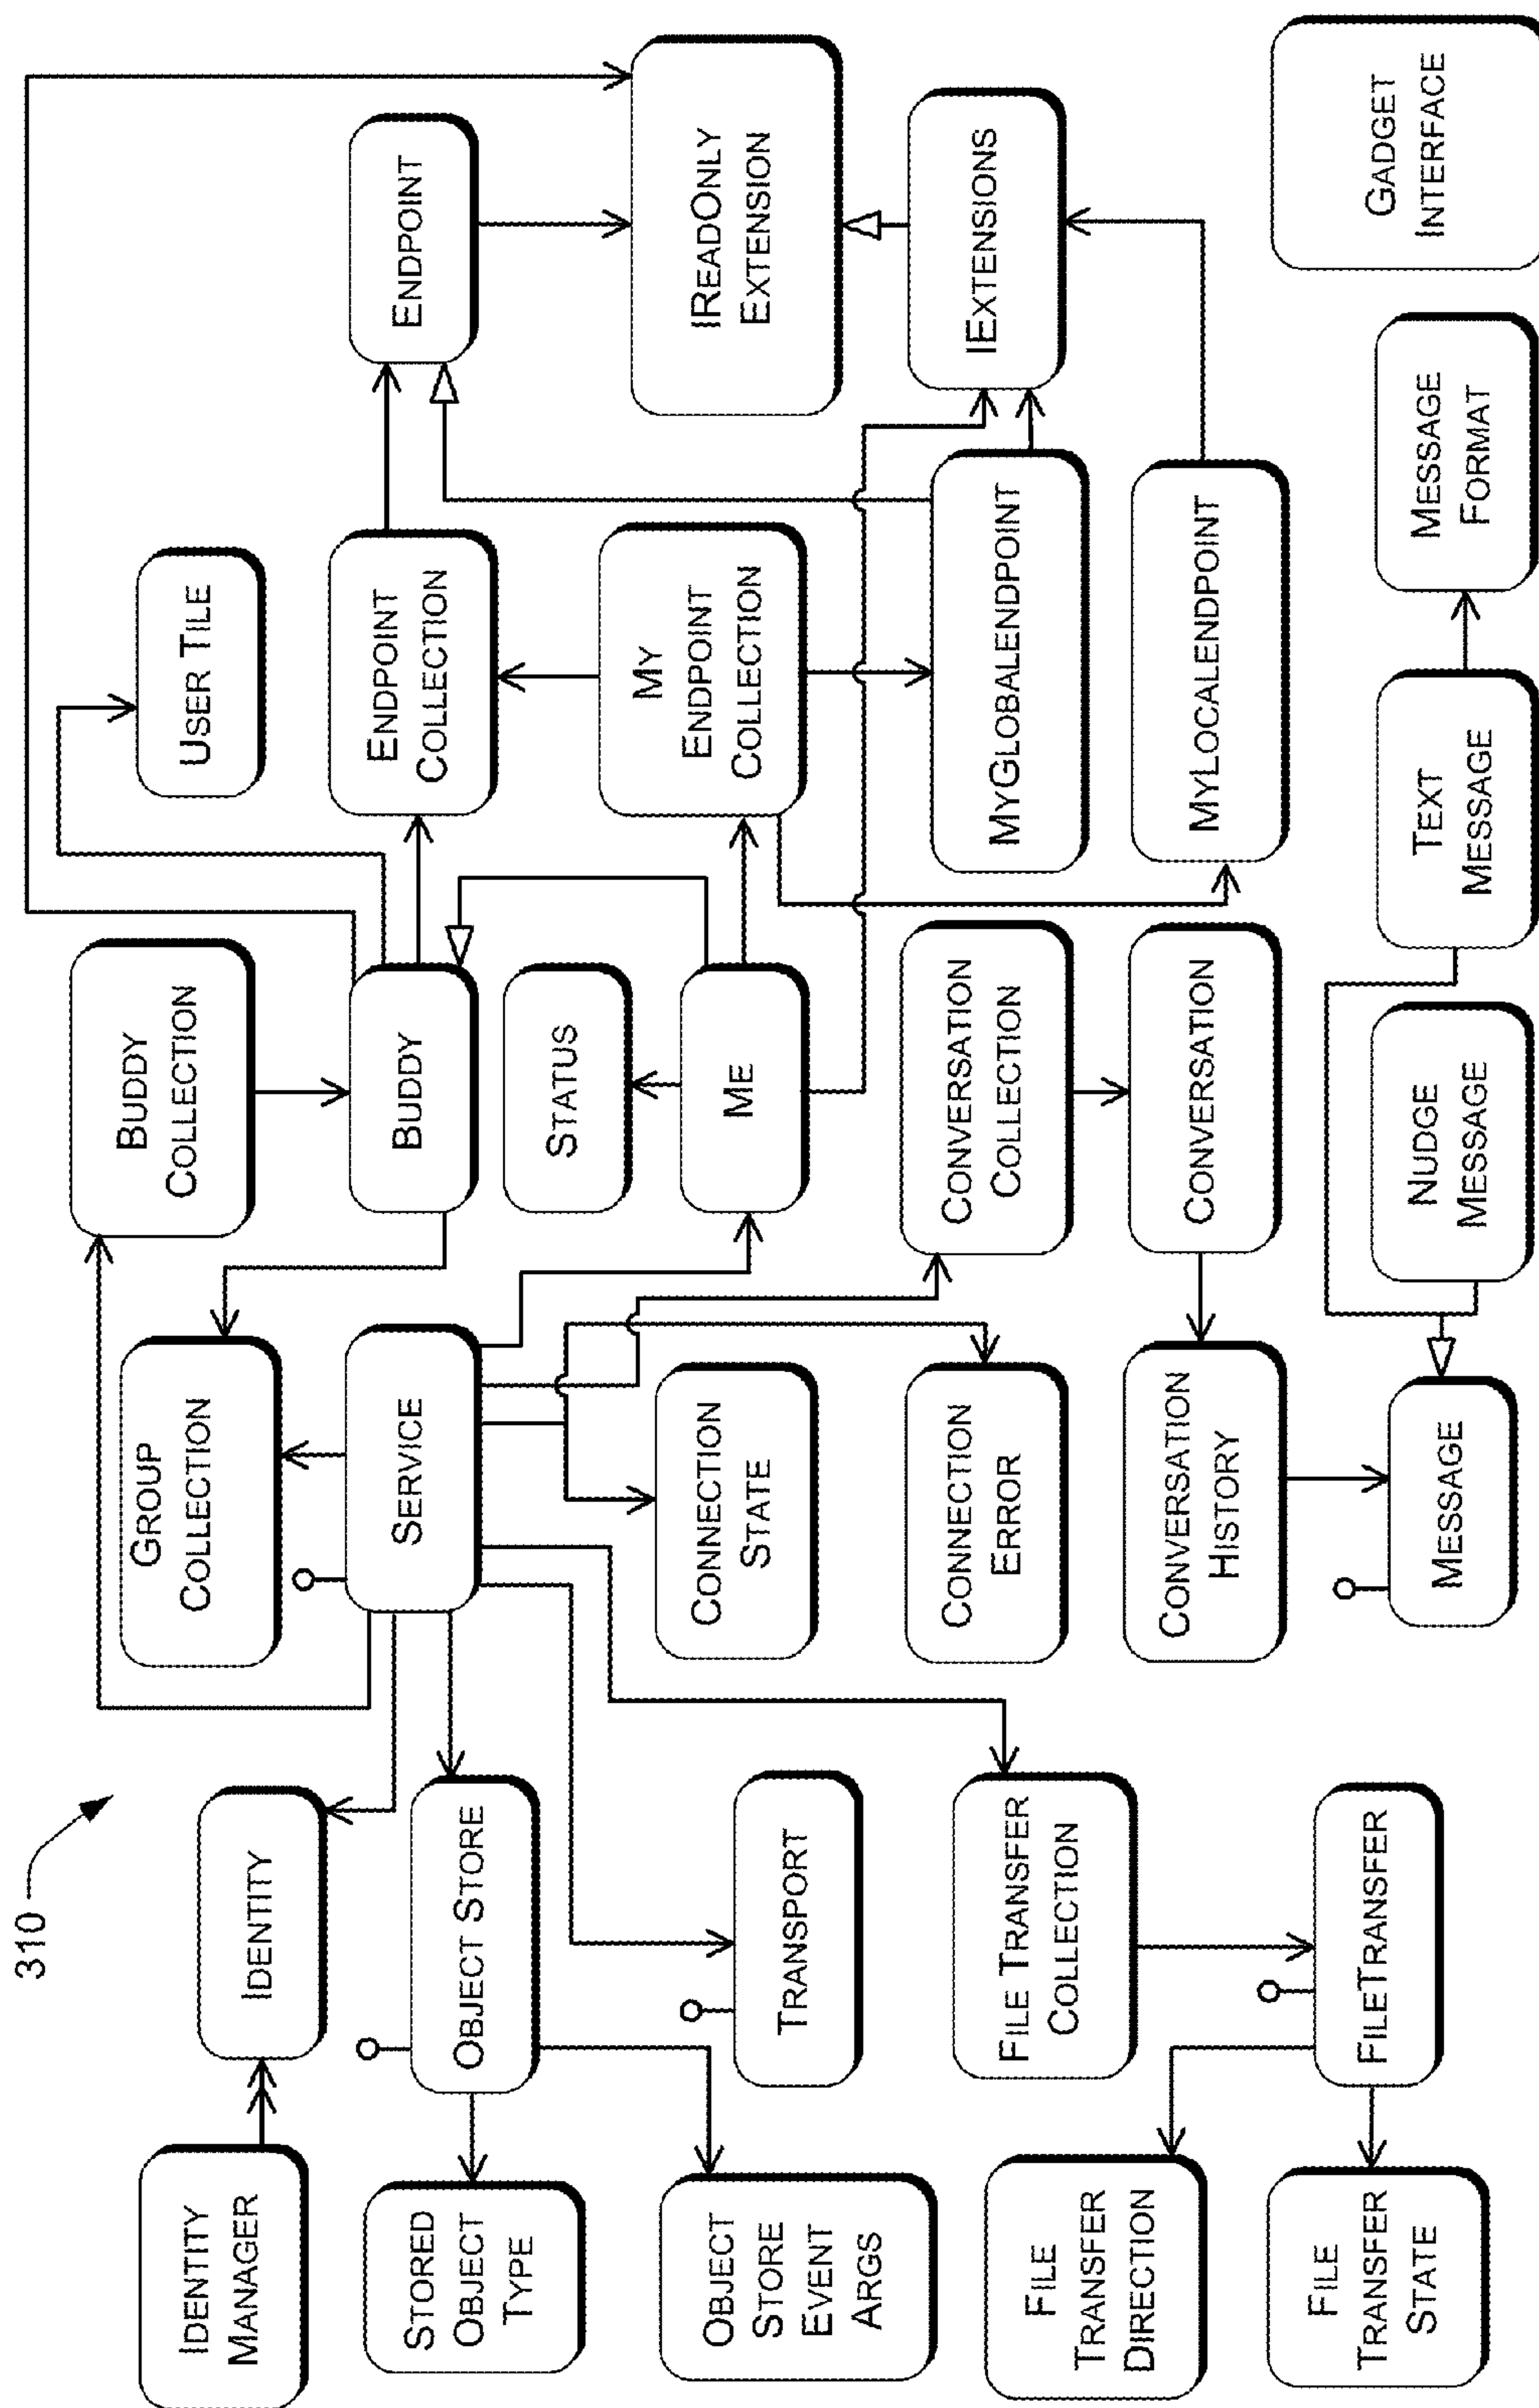 310
IDENTITY
MANAGER
IDENTITY
STORED
OBJECT
TYPE
OBJECT STORE
OBJECT
STORE
EVENT
ARGS
TRANSPORT
FILE
TRANSFER
DIRECTION
FILE TRANSFER
COLLECTION
FILE
TRANSFER
STATE
FILETRANSFER
GROUP
COLLECTION
SERVICE
CONNECTION
STATE
CONNECTION
ERROR
CONVERSATION
HISTORY
MESSAGE
BUDDY
COLLECTION
BUDDY
STATUS
ME
CONVERSATION
COLLECTION
CONVERSATION
NUDGE
MESSAGE
USER TILE
ENDPOINT
COLLECTION
MY
ENDPOINT
COLLECTION
MYGLOBALENDPOINT
MYLOCALENDPOINT
TEXT
MESSAGE
ENDPOINT
IREADONLY
EXTENSION
IEXTENSIONS
MESSAGE
FORMAT
GADGET
INTERFACE